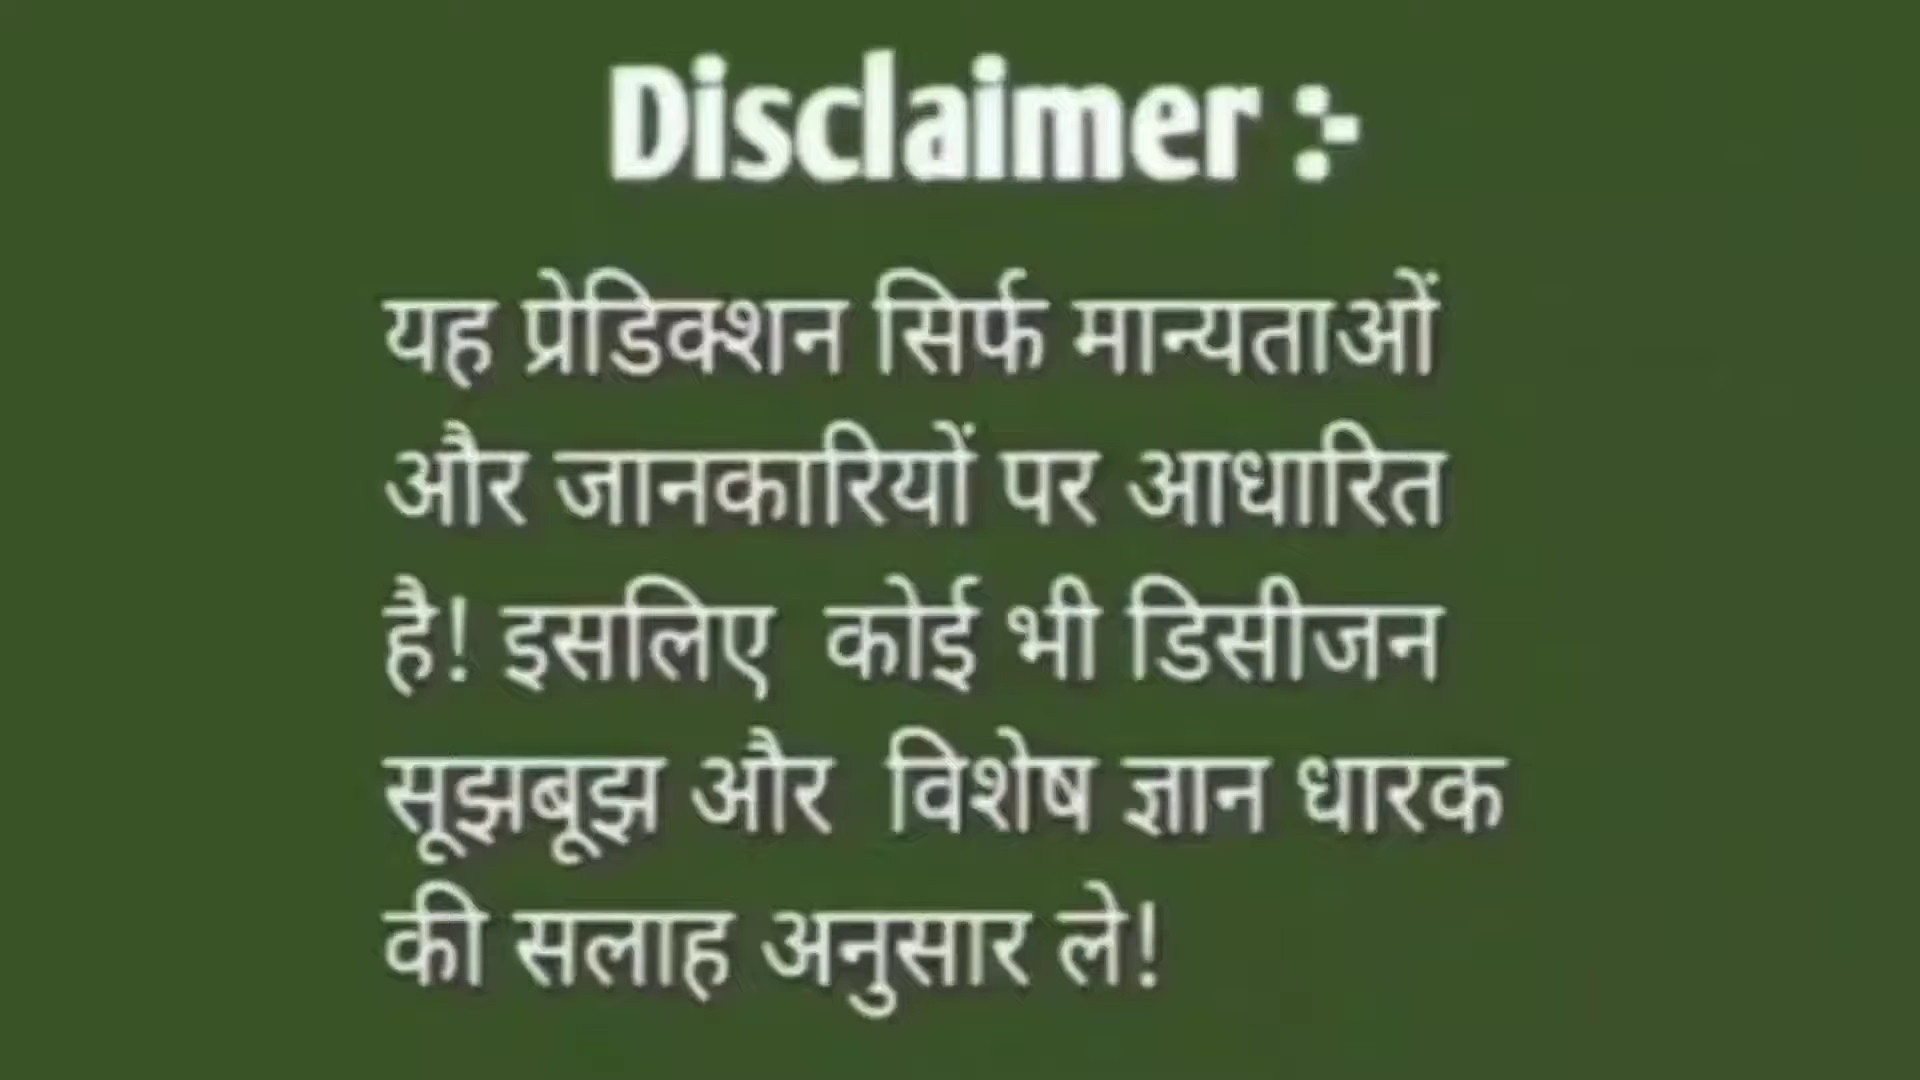 Disclaimer :-
यह प्रेडिक्शन सिर्फ मान्यताओं
और जानकारियों पर आधारित
है! इसलिए कोई भी डिसीजन
सूझबूझ और विशेष ज्ञान धारक
की सलाह अनुसार ले!